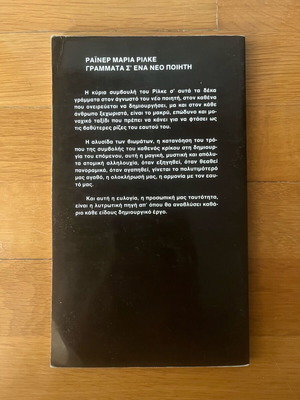 ΡΑΪΝΕΡ ΜΑΡΙΑ ΡΙΛΚΕ
ΓΡΑΜΜΑΤΑ Σ' ΕΝΑ ΝΕΟ ΠΟΙΗΤΗ
Η κύρια συμβουλή του Ρίλκε σ' αυτά τα δέκα
γράμματα στον άγνωστό του νέο ποιητή, στον καθένα
που ονειρεύεται να δημιουργήσει, μα και στον κάθε
άνθρωπο ξεχωριστά, είναι το μακρύ, επώδυνο και μο-
ναχικό ταξίδι που πρέπει να κάνει για να φτάσει ως
τις βαθύτερες ρίζες του εαυτού του.
Η αλυσίδα των βιωμάτων, η κατανόηση του τρό-
που της συμβολής του καθενός κρίκου στη δημιουρ-
γία του επόμενου, αυτή η μαγική, μυστική και απόλυ-
τα ατομική αλληλουχία, όταν εξηγηθεί, όταν θεαθεί
πανοραμικά, όταν αγαπηθεί, γίνεται το πολυτιμότερό
μας αγαθό, η ολοκλήρωσή μας, η αρμονία με τον εαυ-
τό μας.
Και αυτή η ευλογία, η προσωπική μας ταυτότητα,
είναι η λυτρωτική πηγή απ' όπου θα αναβλύσει καθά-
ριο κάθε είδους δημιουργικό έργο.